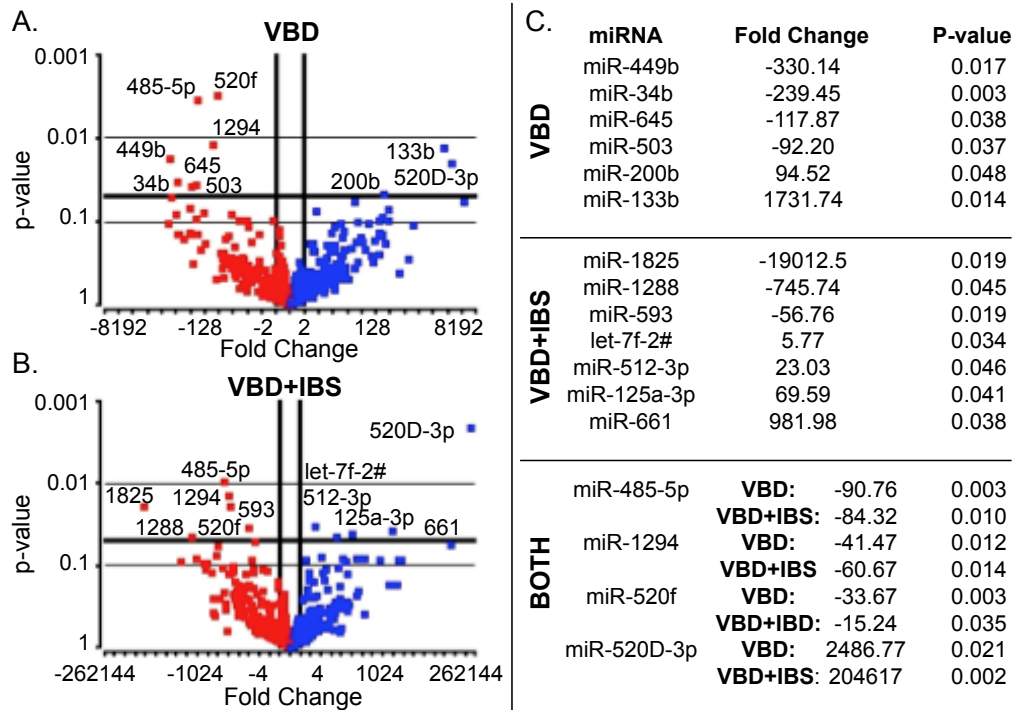 A.
VBD
0.001
485-5p 520f
0.01
1294
449b
133b
645
520D-3p
34b 503
200b
0.1
1
p-value
-8192 -128 -2 2 128 8192
Fold Change
B.
VBD+IBS
0.001
520D-3p
485-5p
let-7f-2#
0.01
1825 1294 593
512-3p
125a-3p
1288 520f
661
0.1
1
p-value
-262144 -1024 -4 4 1024 262144
Fold Change
C.
miRNA Fold Change P-value
VBD
miR-449b -330.14 0.017
miR-34b -239.45 0.003
miR-645 -117.87 0.038
miR-503 -92.20 0.037
miR-200b 94.52 0.048
miR-133b 1731.74 0.014
VBD+IBS
miR-1825 -19012.5 0.019
miR-1288 -745.74 0.045
miR-593 -56.76 0.019
let-7f-2# 5.77 0.034
miR-512-3p 23.03 0.046
miR-125a-3p 69.59 0.041
miR-661 981.98 0.038
BOTH
miR-485-5p VBD: -90.76 0.003
VBD+IBS: -84.32 0.010
miR-1294 VBD: -41.47 0.012
VBD+IBS -60.67 0.014
miR-520f VBD: -33.67 0.003
VBD+IBD: -15.24 0.035
miR-520D-3p VBD: 2486.77 0.021
VBD+IBS: 204617 0.002